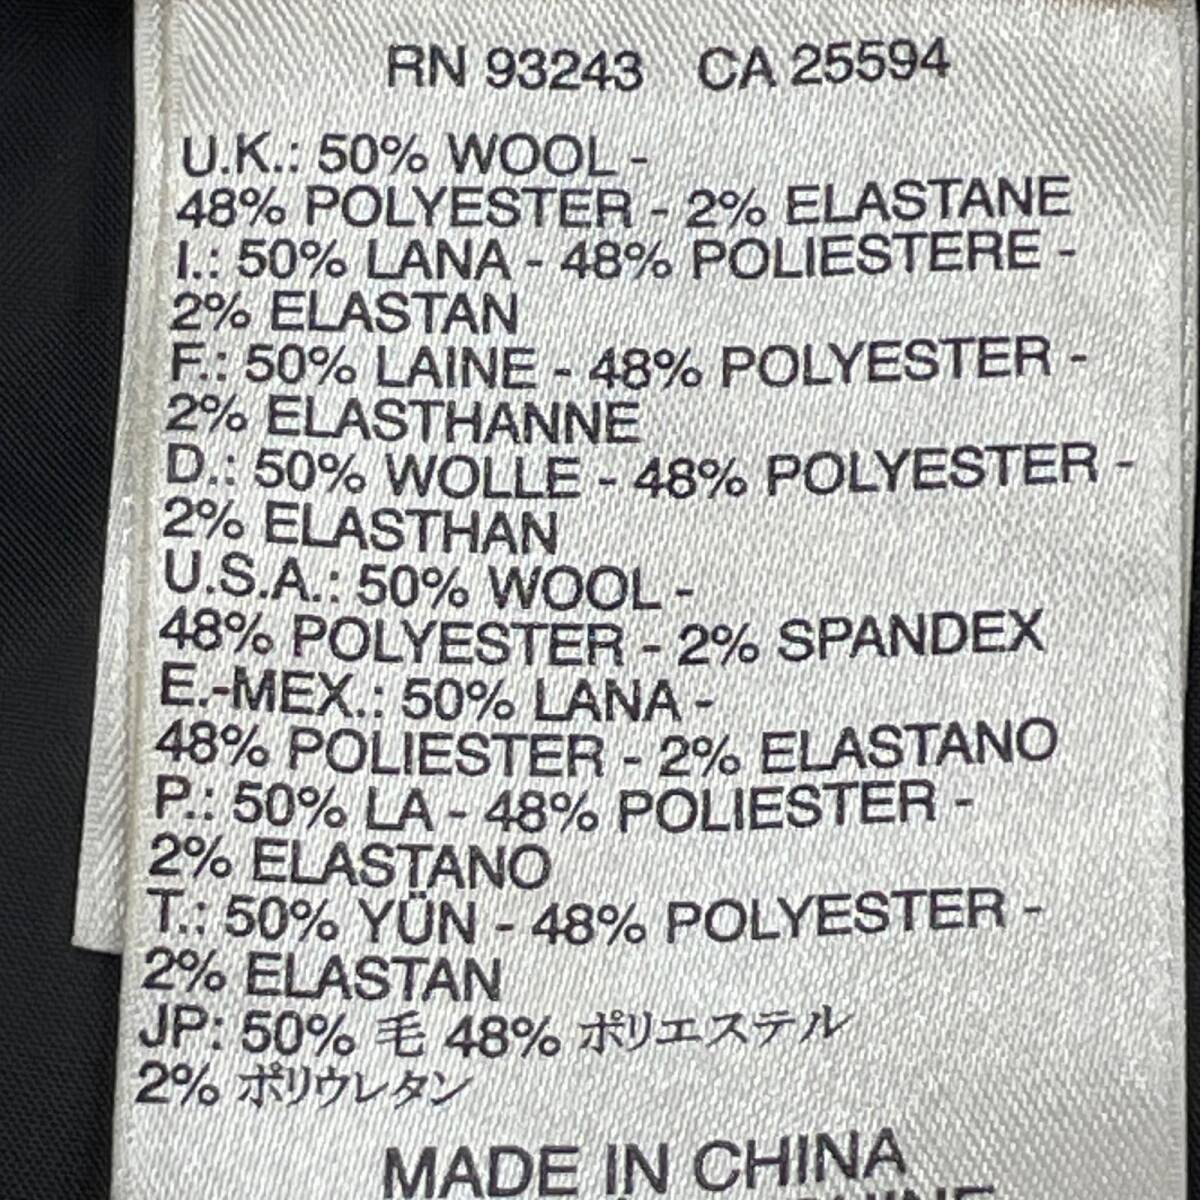 RN 93243 CA 25594
U.K.: 50% WOOL -
48% POLYESTER - 2% ELASTANE
I.: 50% LANA - 48% POLIESTERE -
2% ELASTAN
F.: 50% LAINE - 48% POLYESTER -
2% ELASTHANNE
D.: 50% WOLLE - 48% POLYESTER -
2% ELASTHAN
U.S.A.: 50% WOOL -
48% POLYESTER - 2% SPANDEX
E.-MEX.: 50% LANA -
48% POLIESTER - 2% ELASTANO
P.: 50% LA - 48% POLIESTER -
2% ELASTANO
T.: 50% YÜN - 48% POLYESTER -
2% ELASTAN
JP: 50% 毛 48% ポリエステル
2% ポリウレタン
MADE IN CHINA